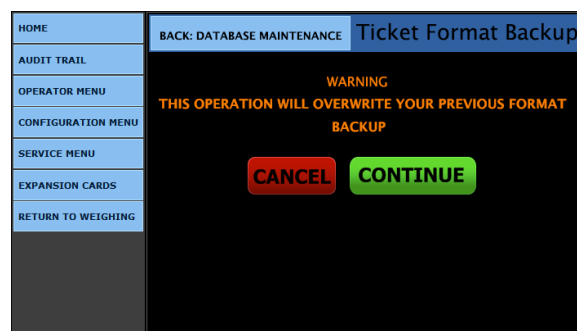 HOME
AUDIT TRAIL
OPERATOR MENU
CONFIGURATION MENU
SERVICE MENU
EXPANSION CARDS
RETURN TO WEIGHING
BACK: DATABASE MAINTENANCE
Ticket Format Backup
WARNING
THIS OPERATION WILL OVERWRITE YOUR PREVIOUS FORMAT
BACKUP
CANCEL
CONTINUE